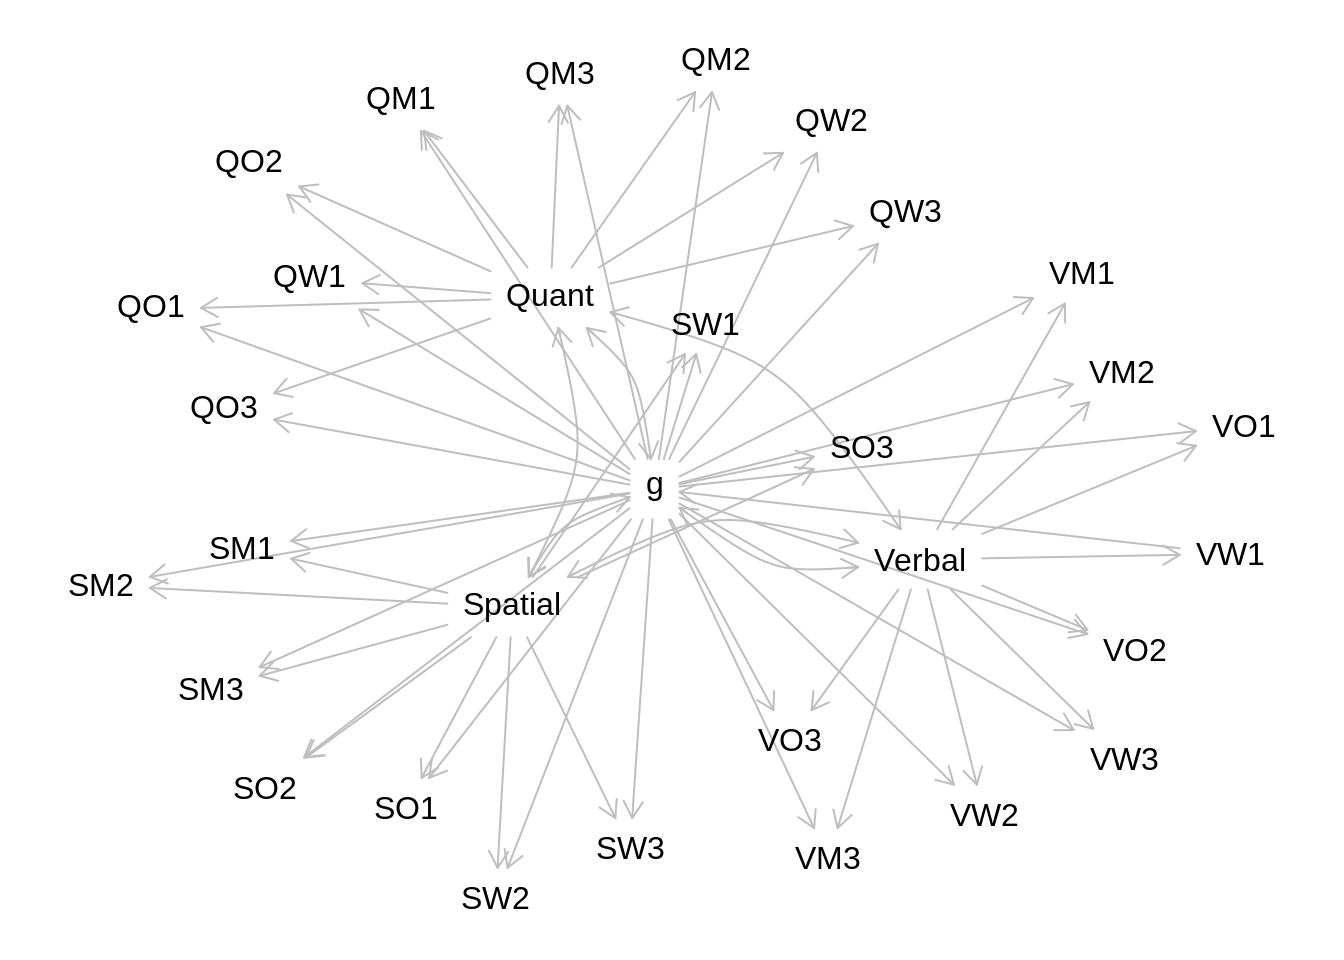 QM2
QM3
QM1
QW2
QO2
QW3
VM1
QW1
Quant
QO1
SW1
VM2
QO3
VO1
SO3
g
SM1
VW1
Verbal
SM2
Spatial
VO2
SM3
VO3
VW3
SO2
SO1
VW2
SW3
VM3
SW2